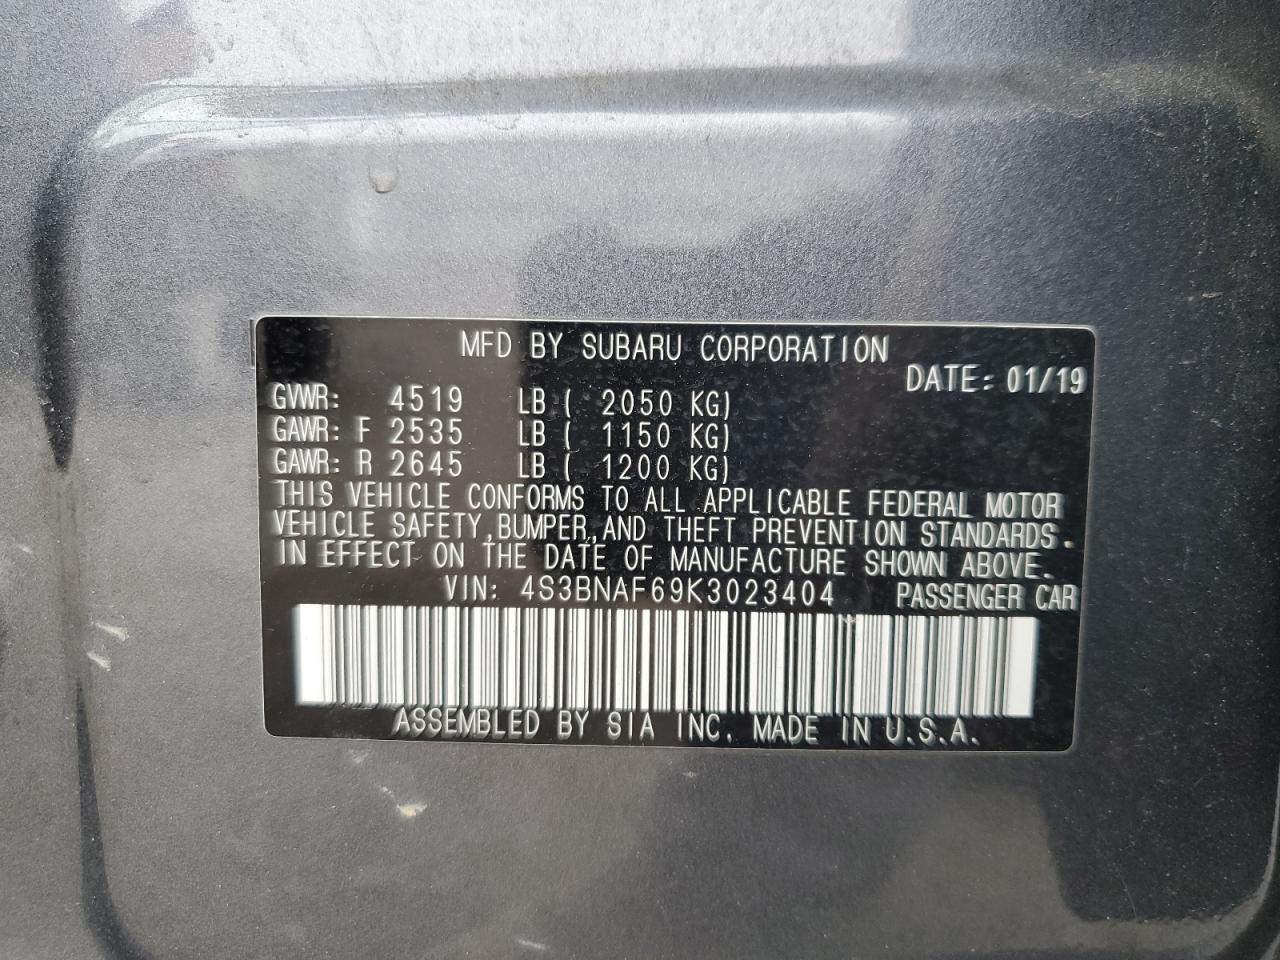 MFD BY SUBARU CORPORATION
DATE: 01/19
GVWR: 4519 LB ( 2050 KG)
GAWR: F 2535 LB ( 1150 KG)
GAWR: R 2645 LB ( 1200 KG)
THIS VEHICLE CONFORMS TO ALL APPLICABLE FEDERAL MOTOR
VEHICLE SAFETY,BUMPER,AND THEFT PREVENTION STANDARDS.
IN EFFECT ON THE DATE OF MANUFACTURE SHOWN ABOVE.
VIN: 4S3BNAF69K3023404 PASSENGER CAR
ASSEMBLED BY SIA INC. MADE IN U.S.A.